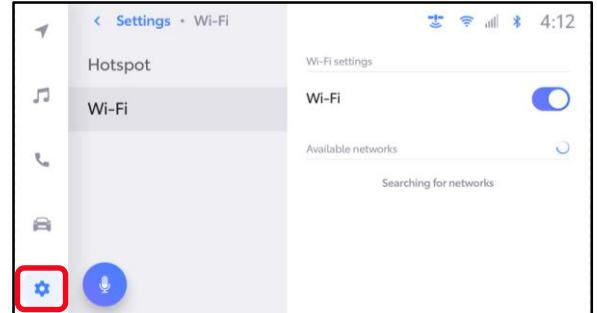 < Settings • Wi-Fi
4:12
Hotspot
Wi-Fi
Wi-Fi settings
Wi-Fi
Available networks
Searching for networks